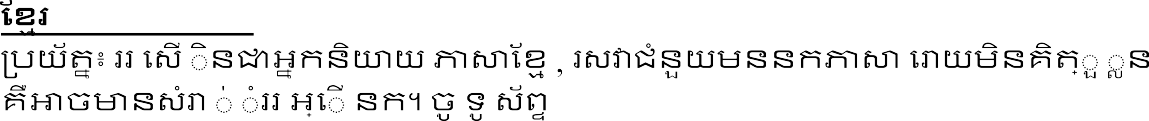 ខ្មែរ
ប្រយ័ត្ន៖ ររ សើ ិនជាអ្នកនិយាយ ភាសាខ្មែ , រសវាជំនួយមននកភាសា រោយមិនគិត្ ួ ្លន
គឺអាចមានសំរា ់ ំររ អ្ើ នក។ ចូ ទូ ស័ព្ទ